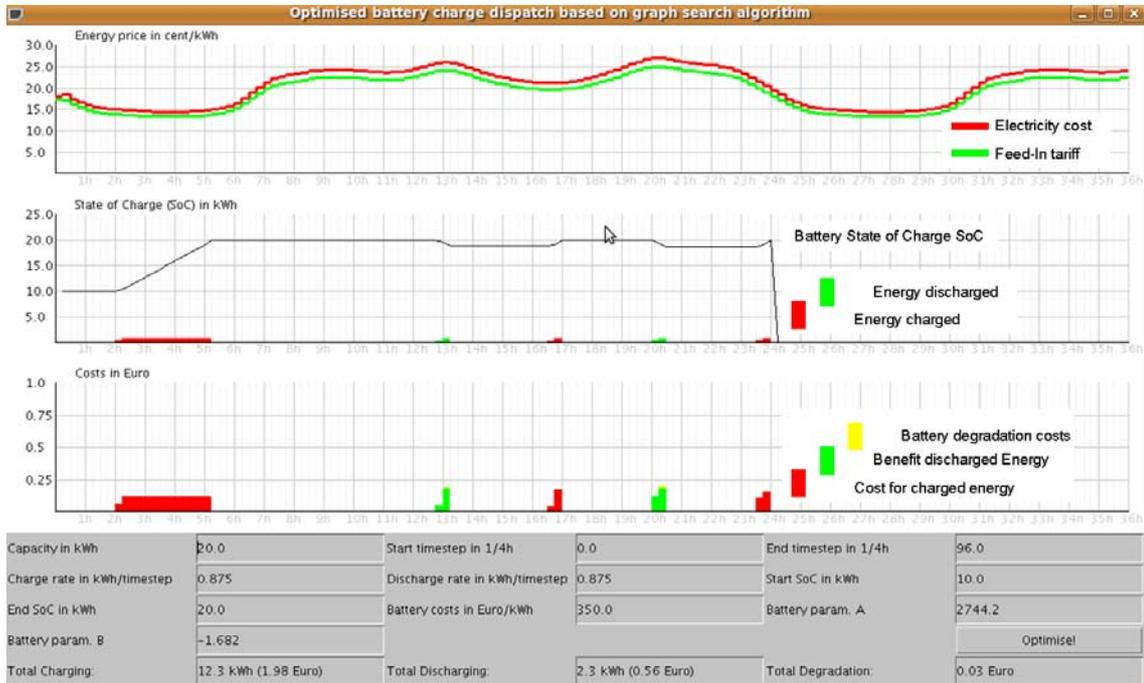 Optimised battery charge dispatch based on graph search algorithm
Energy price in cent/kWh
30.0
25.0
20.0
15.0
10.0
5.0
Electricity cost
Feed-In tariff
1h 2h 3h 4h 5h 6h 7h 8h 9h 10h 11h 12h 13h 14h 15h 16h 17h 18h 19h 20h 21h 22h 23h 24h 25h 26h 27h 28h 29h 30h 31h 32h 33h 34h 35h 36h
State of Charge (SoC) in kWh
25.0
20.0
15.0
10.0
5.0
Battery State of Charge SoC
Energy discharged
Energy charged
1h 2h 3h 4h 5h 6h 7h 8h 9h 10h 11h 12h 13h 14h 15h 16h 17h 18h 19h 20h 21h 22h 23h 24h 25h 26h 27h 28h 29h 30h 31h 32h 33h 34h 35h 36h
Costs in Euro
1.0
0.75
0.5
0.25
Battery degradation costs
Benefit discharged Energy
Cost for charged energy
1h 2h 3h 4h 5h 6h 7h 8h 9h 10h 11h 12h 13h 14h 15h 16h 17h 18h 19h 20h 21h 22h 23h 24h 25h 26h 27h 28h 29h 30h 31h 32h 33h 34h 35h 36h
Capacity in kWh 20.0 Start timestep in 1/4h 0.0 End timestep in 1/4h 96.0
Charge rate in kWh/timestep 0.875 Discharge rate in kWh/timestep 0.875 Start SoC in kWh 10.0
End SoC in kWh 20.0 Battery costs in Euro/kWh 350.0 Battery param. A 2744.2
Battery param. B -1.682 Optimise!
Total Charging: 12.3 kWh (1.98 Euro) Total Discharging: 2.3 kWh (0.56 Euro) Total Degradation: 0.03 Euro